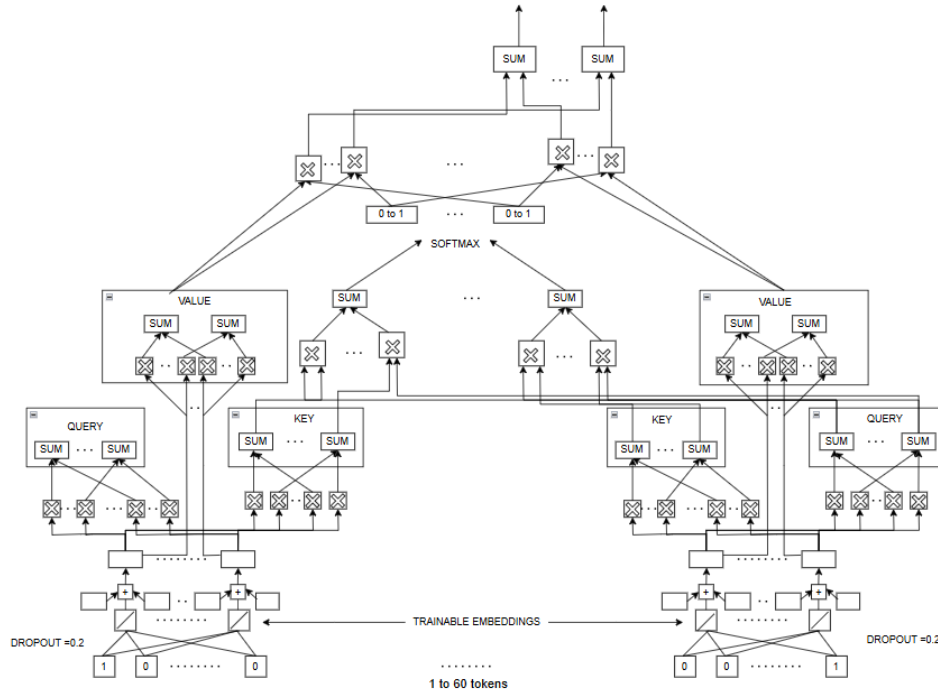 SUM SUM
...
... ... ...
0 to 1 ... 0 to 1
SOFTMAX
VALUE SUM ... SUM VALUE
SUM SUM SUM SUM
... ... ... ... ... ...
... ...
QUERY KEY KEY QUERY
SUM ... SUM SUM ... SUM SUM ... SUM SUM ... SUM
... ... ... ... ... ... ... ...
........ ........
+ ....... + + ....... +
....... TRAINABLE EMBEDDINGS .......
DROPOUT =0.2 DROPOUT =0.2
1 0 ........ 0 ........ 0 0 ........ 1
1 to 60 tokens